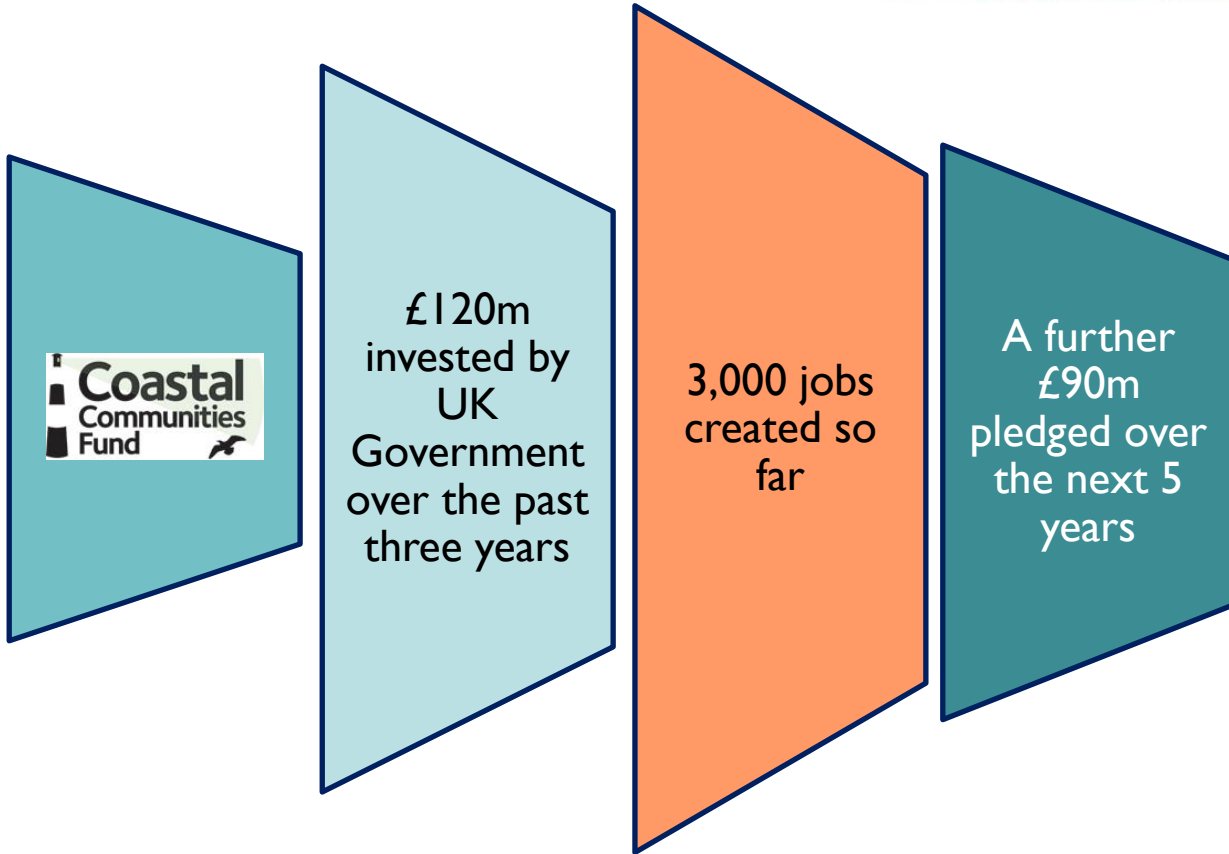 Coastal
Communities
Fund
£120m
invested by
UK
Government
over the past
three years
3,000 jobs
created so
far
A further
£90m
pledged over
the next 5
years